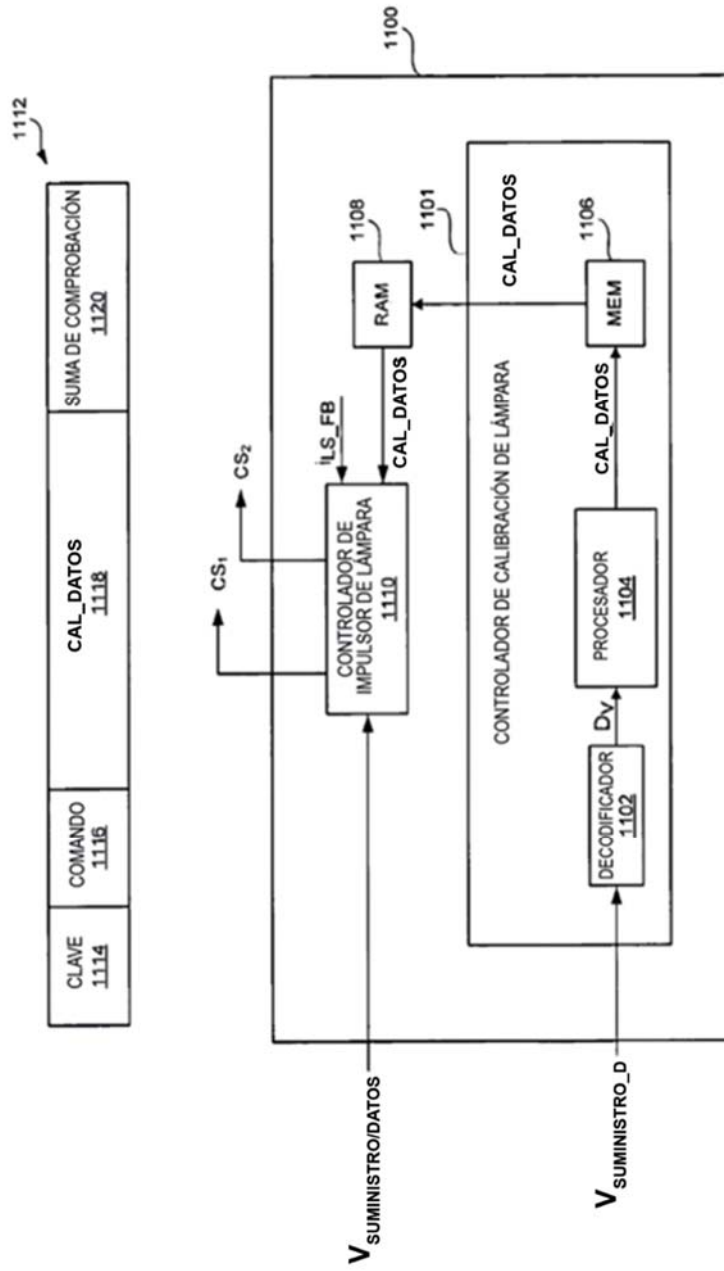 1112
CLAVE
1114
COMANDO
1116
CAL_DATOS
1118
SUMA DE COMPROBACIÓN
1120
1100
CS₁
CS₂
iLS_FB
V SUMINISTRO/DATOS
CONTROLADOR DE
IMPULSOR DE LÁMPARA
1110
CAL_DATOS
RAM
1108
1101
CONTROLADOR DE CALIBRACIÓN DE LÁMPARA
CAL_DATOS
V SUMINISTRO_D
DECODIFICADOR
1102
DV
PROCESADOR
1104
CAL_DATOS
MEM
1106